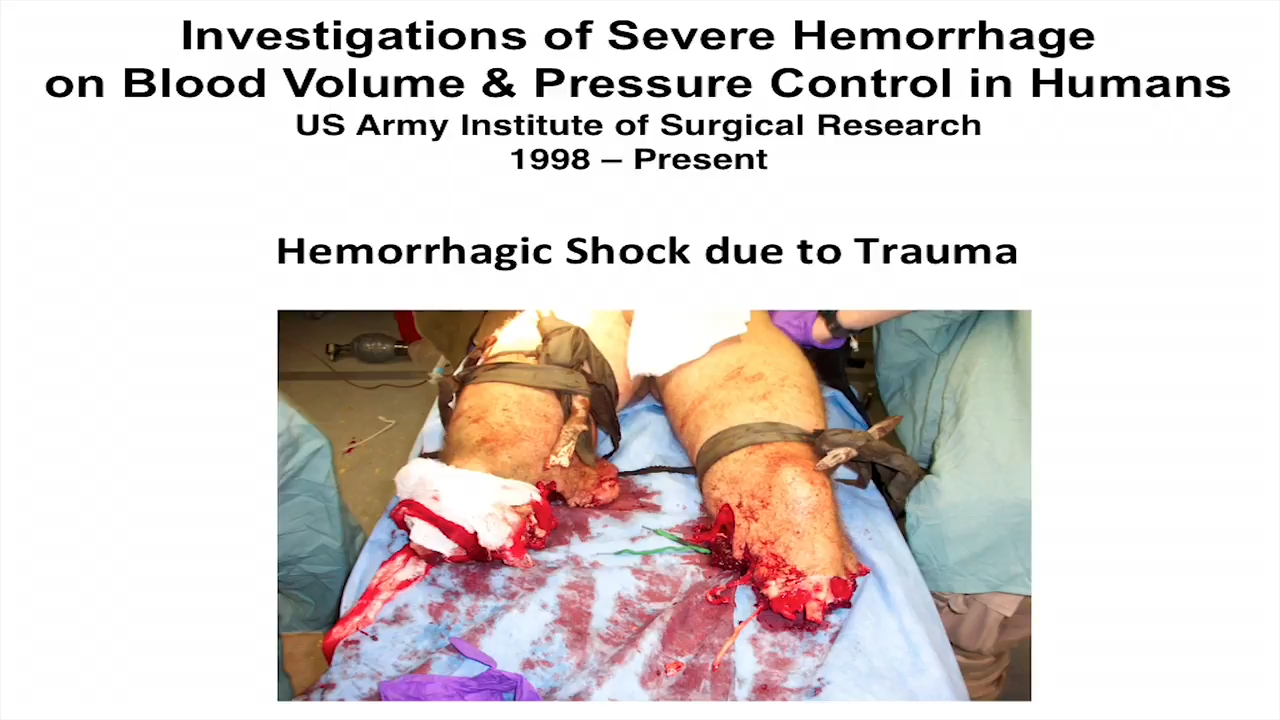 Investigations of Severe Hemorrhage
on Blood Volume & Pressure Control in Humans
US Army Institute of Surgical Research
1998 – Present
Hemorrhagic Shock due to Trauma